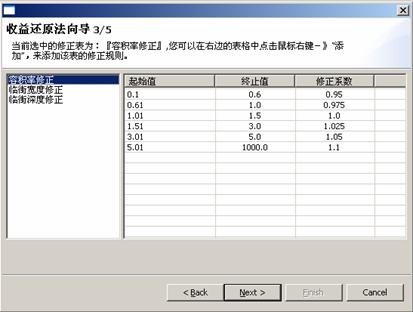 收益还原法向导 3/5
当前选中的修正表为：『容积率修正』,您可以在右边的表格中点击鼠标右键-》“添
加”，来添加该表的修正规则。
容积率修正
临街宽度修正
临街深度修正
起始值 终止值 修正系数
0.1 0.6 0.95
0.61 1.0 0.975
1.01 1.5 1.0
1.51 3.0 1.025
3.01 5.0 1.05
5.01 1000.0 1.1
< Back Next > Finish Cancel